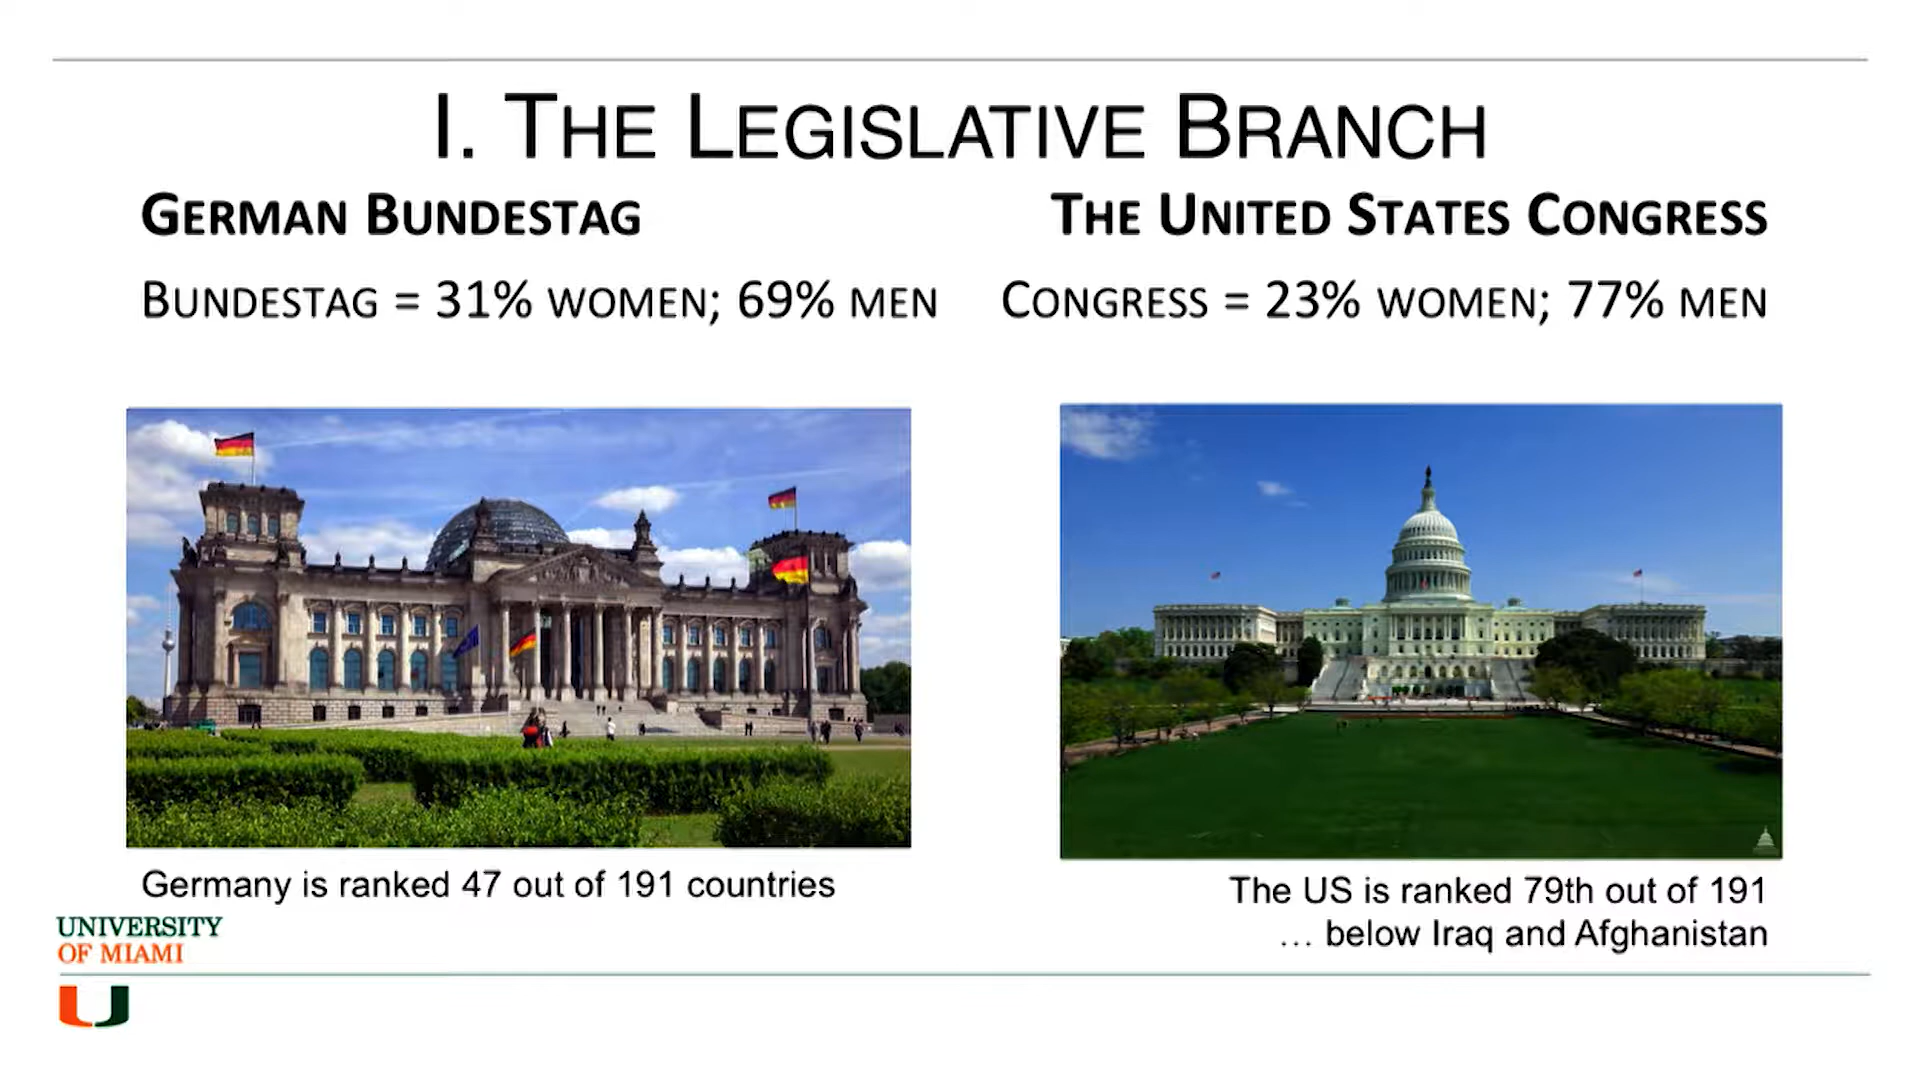 I. THE LEGISLATIVE BRANCH
GERMAN BUNDESTAG
BUNDESTAG = 31% WOMEN; 69% MEN
THE UNITED STATES CONGRESS
CONGRESS = 23% WOMEN; 77% MEN
Germany is ranked 47 out of 191 countries
The US is ranked 79th out of 191
… below Iraq and Afghanistan
UNIVERSITY
OF MIAMI